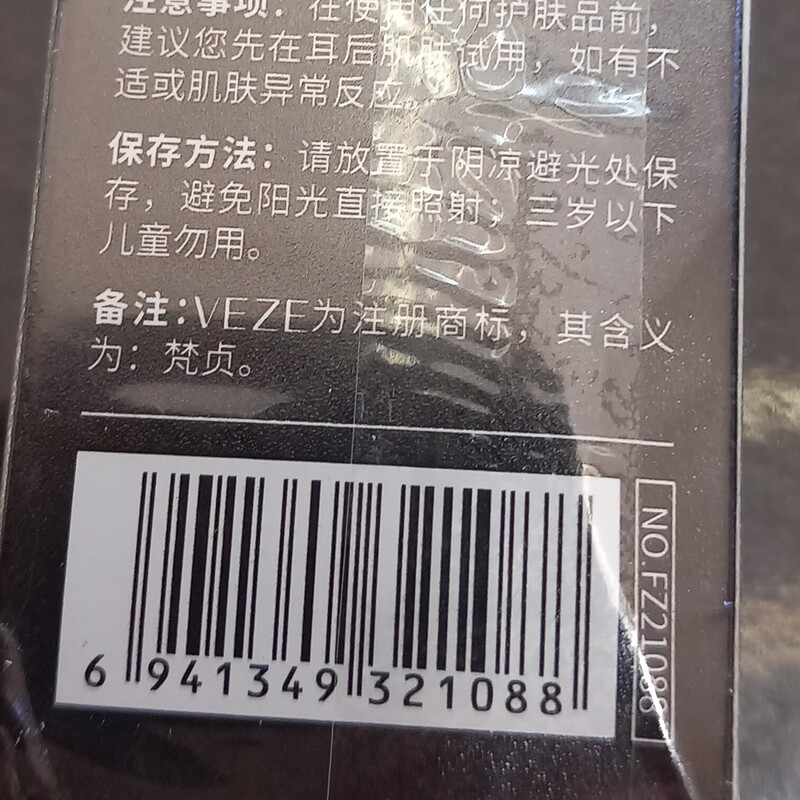 注意事项：在使用任何护肤品前，
建议您先在耳后肌肤试用，如有不
适或肌肤异常反应，
保存方法：请放置于阴凉避光处保
存，避免阳光直接照射；三岁以下
儿童勿用。
备注：VEZE为注册商标，其含义
为：梵贞。
6 941349 321088
NO.FZ21088